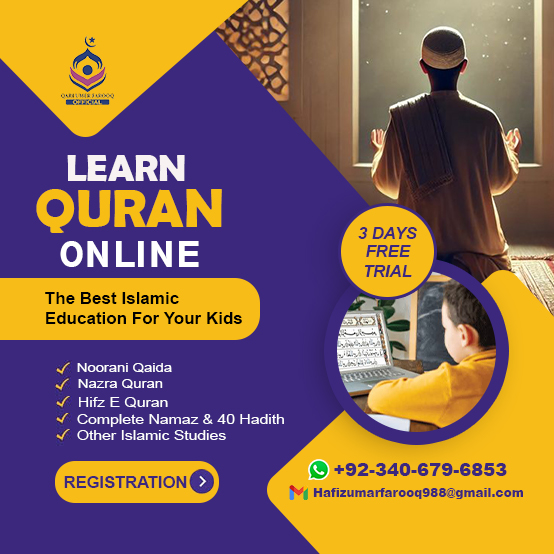 QARI UMER FAROOQ
OFFICIAL
LEARN
QURAN
ONLINE
3 DAYS
FREE
TRIAL
The Best Islamic
Education For Your Kids
Noorani Qaida
Nazra Quran
Hifz E Quran
Complete Namaz & 40 Hadith
Other Islamic Studies
REGISTRATION
+92-340-679-6853
Hafizumarfarooq988@gmail.com